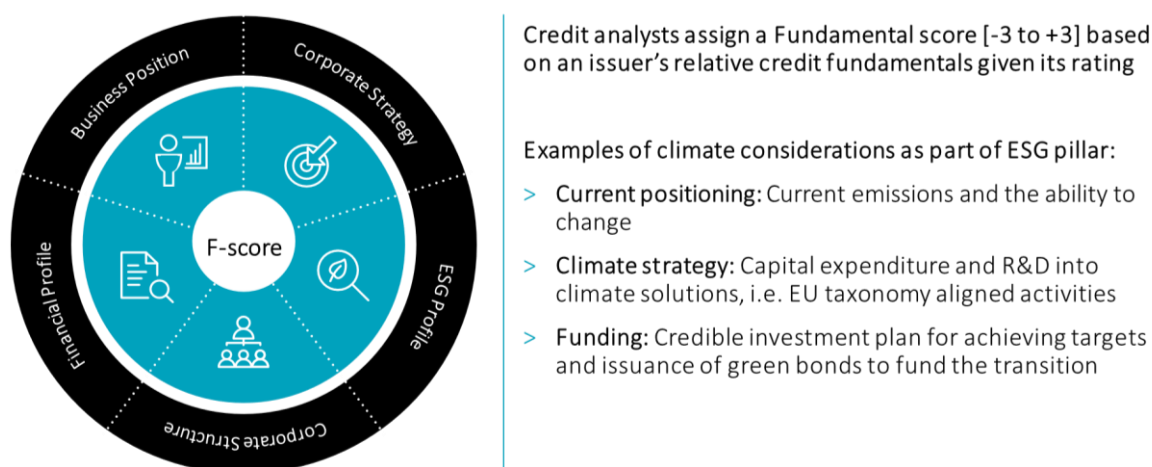 Business Position
Corporate Strategy
Financial Profile
F-score
ESG Profile
Corporate Structure
Credit analysts assign a Fundamental score [-3 to +3] based
on an issuer's relative credit fundamentals given its rating
Examples of climate considerations as part of ESG pillar:
> Current positioning: Current emissions and the ability to
change
> Climate strategy: Capital expenditure and R&D into
climate solutions, i.e. EU taxonomy aligned activities
> Funding: Credible investment plan for achieving targets
and issuance of green bonds to fund the transition